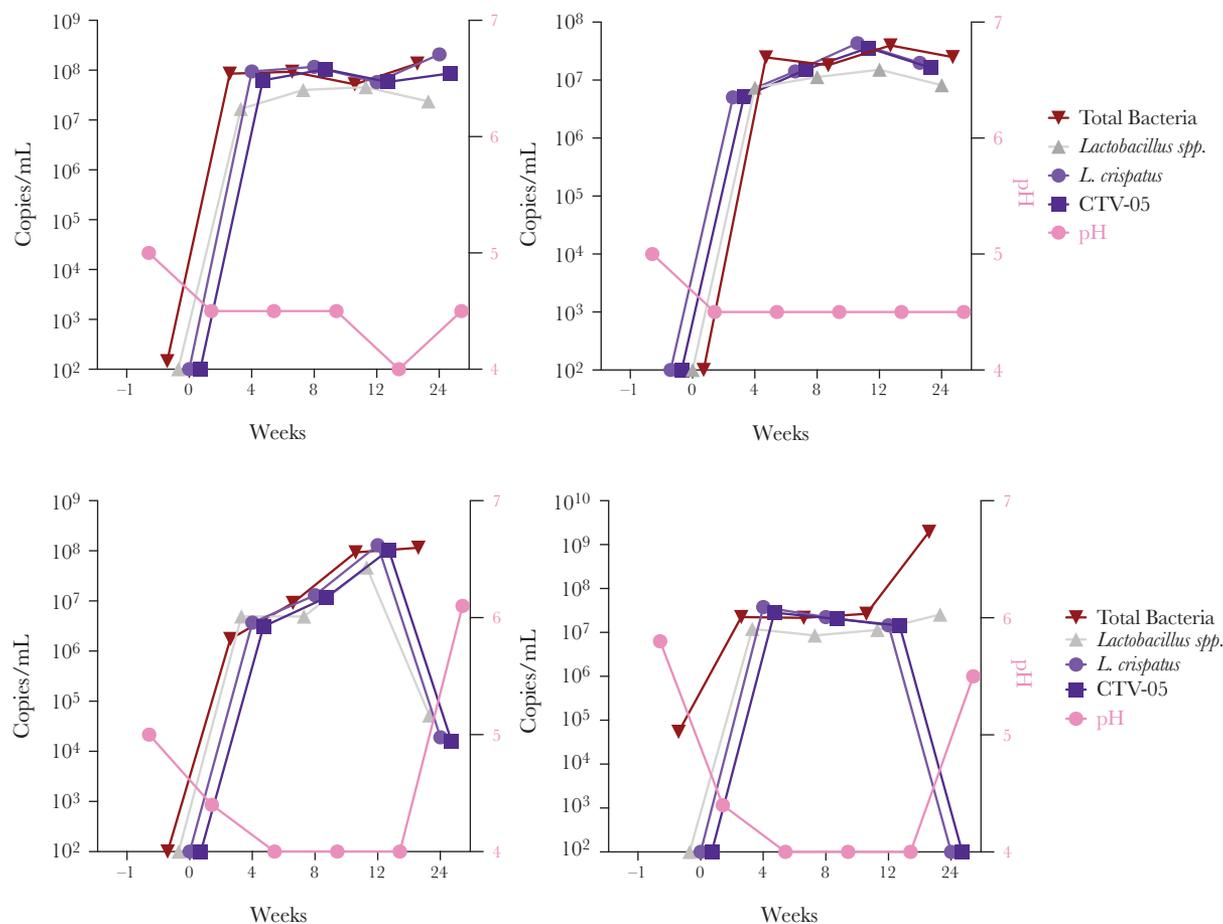 10⁹
10⁸
10⁷
10⁶
10⁵
10⁴
10³
10²
Copies/mL
7
6
5
4
−1 0 4 8 12 24
Weeks
10⁸
10⁷
10⁶
10⁵
10⁴
10³
10²
Copies/mL
7
6
5
4
pH
−1 0 4 8 12 24
Weeks
Total Bacteria
Lactobacillus spp.
L. crispatus
CTV-05
pH
10⁹
10⁸
10⁷
10⁶
10⁵
10⁴
10³
10²
Copies/mL
7
6
5
4
−1 0 4 8 12 24
Weeks
10¹⁰
10⁹
10⁸
10⁷
10⁶
10⁵
10⁴
10³
10²
Copies/mL
7
6
5
4
pH
−1 0 4 8 12 24
Weeks
Total Bacteria
Lactobacillus spp.
L. crispatus
CTV-05
pH